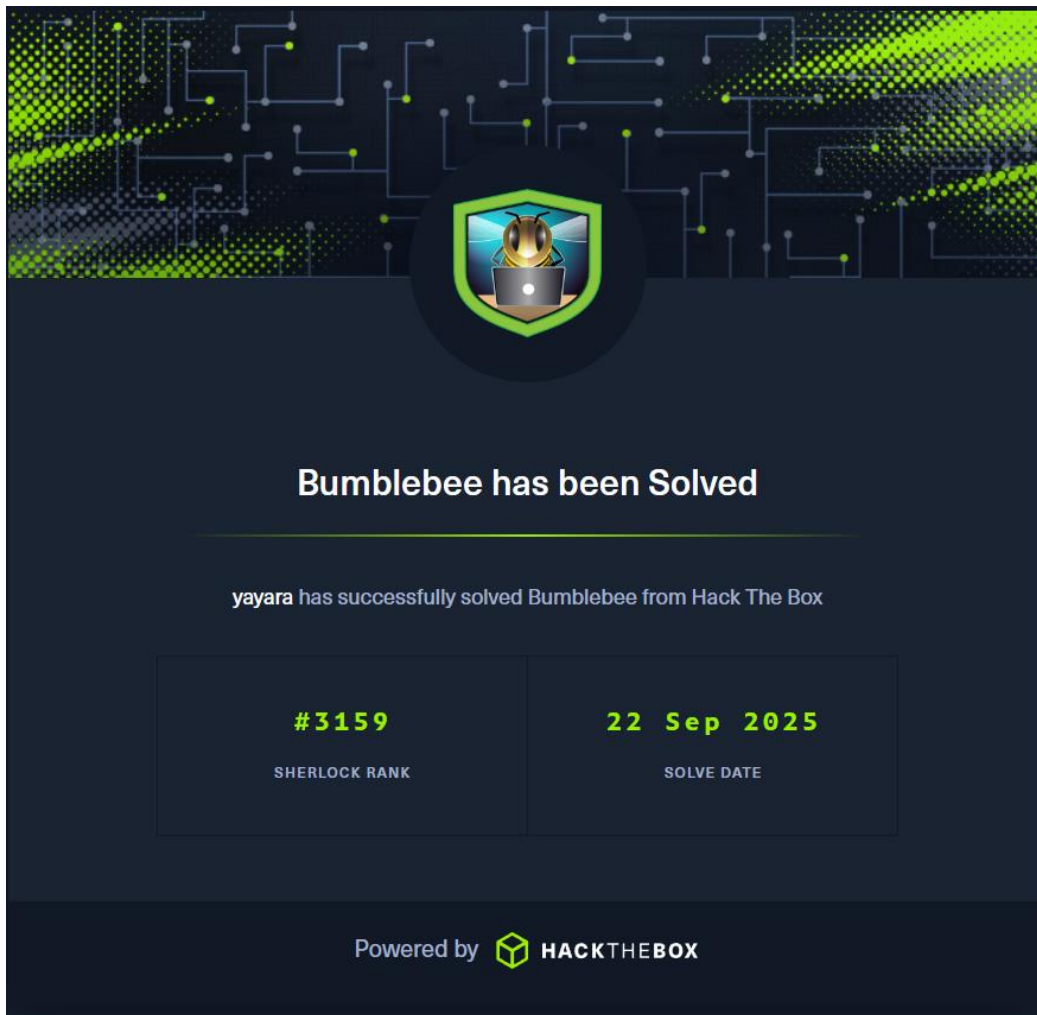 Bumblebee has been Solved
yayara has successfully solved Bumblebee from Hack The Box
#3159
SHERLOCK RANK
22 Sep 2025
SOLVE DATE
Powered by HACKTHEBOX